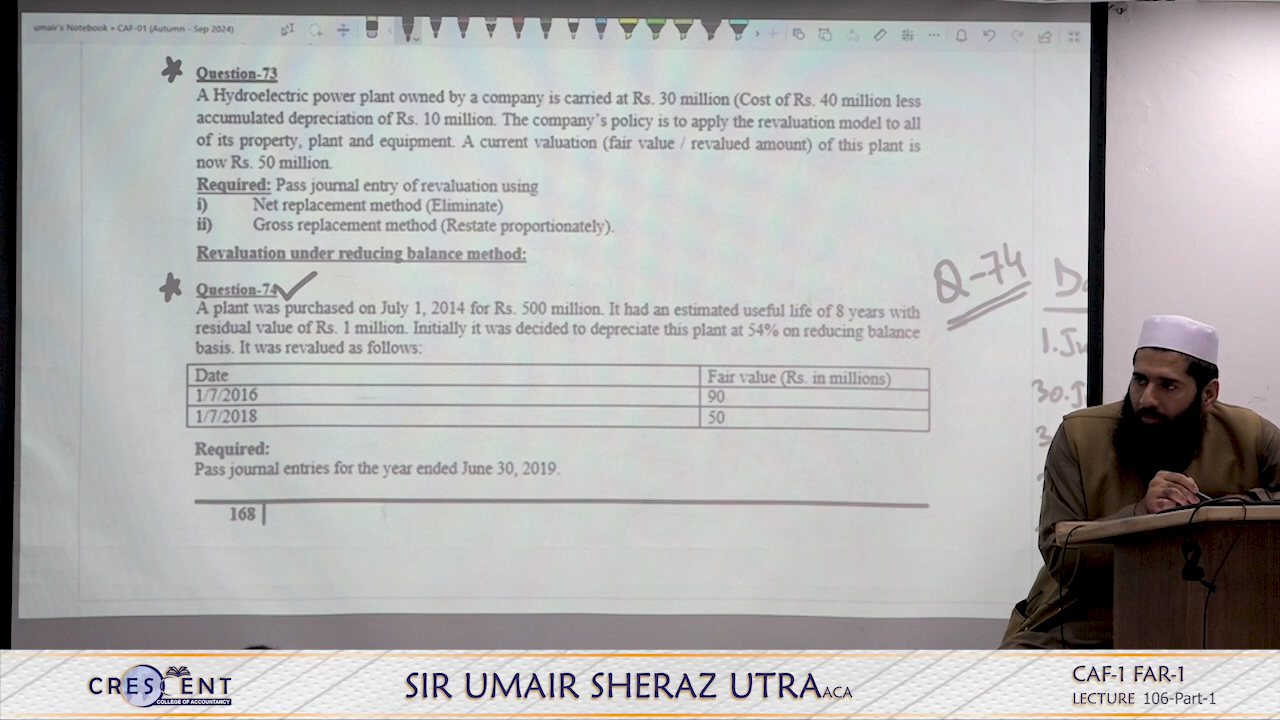 umair's Notebook » CAF-01 (Autumn - Sep 2024)
Question-73
A Hydroelectric power plant owned by a company is carried at Rs. 30 million (Cost of Rs. 40 million less
accumulated depreciation of Rs. 10 million. The company's policy is to apply the revaluation model to all
of its property, plant and equipment. A current valuation (fair value / revalued amount) of this plant is
now Rs. 50 million.
Required: Pass journal entry of revaluation using
i) Net replacement method (Eliminate)
ii) Gross replacement method (Restate proportionately).
Revaluation under reducing balance method:
Question-74
A plant was purchased on July 1, 2014 for Rs. 500 million. It had an estimated useful life of 8 years with
residual value of Rs. 1 million. Initially it was decided to depreciate this plant at 54% on reducing balance
basis. It was revalued as follows:
Date Fair value (Rs. in millions)
1/7/2016 90
1/7/2018 50
Required:
Pass journal entries for the year ended June 30, 2019.
168
Q-74
Da
1.Ju
30.J
3
CRESCENT
COLLEGE OF ACCOUNTANCY
SIR UMAIR SHERAZ UTRA ACA
CAF-1 FAR-1
LECTURE 106-Part-1